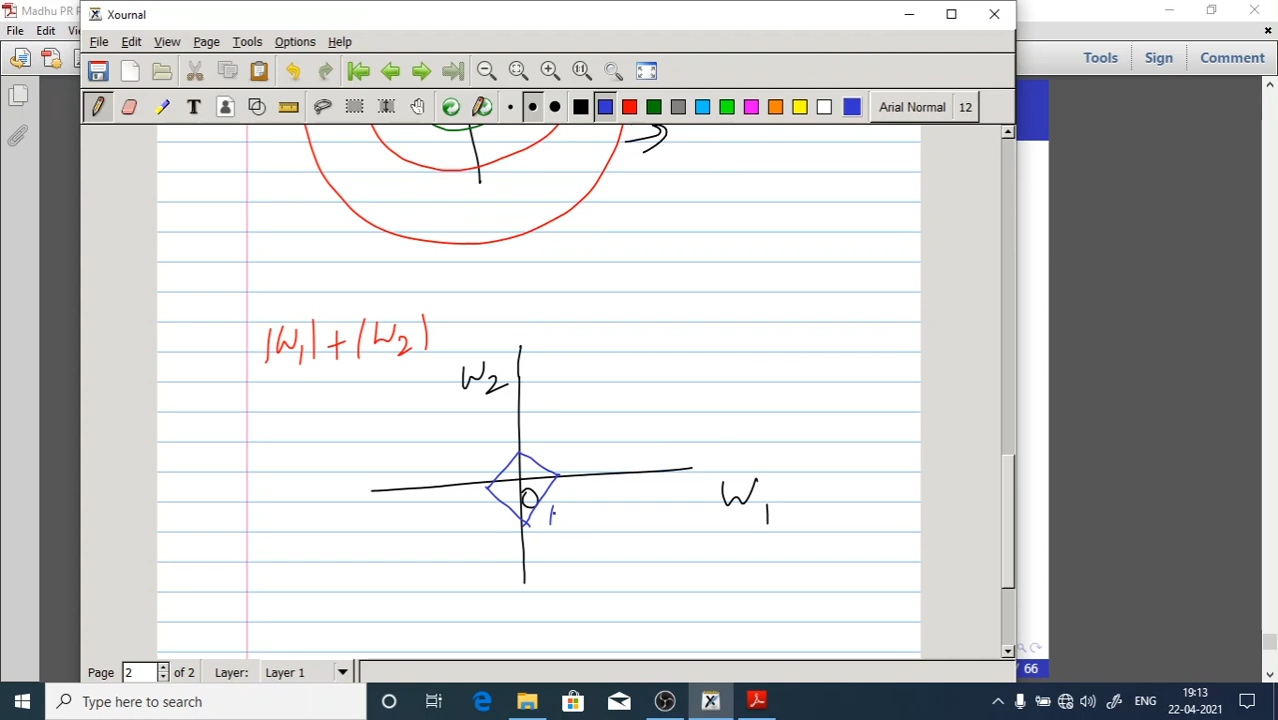 Madhu PR P
Xournal
File Edit Vi
File Edit View Page Tools Options Help
Tools Sign Comment
Arial Normal 12
|W1| + |W2|
W2
O
W1
/ 66
Page 2 of 2 Layer: Layer 1
Type here to search
ENG
19:13
22-04-2021